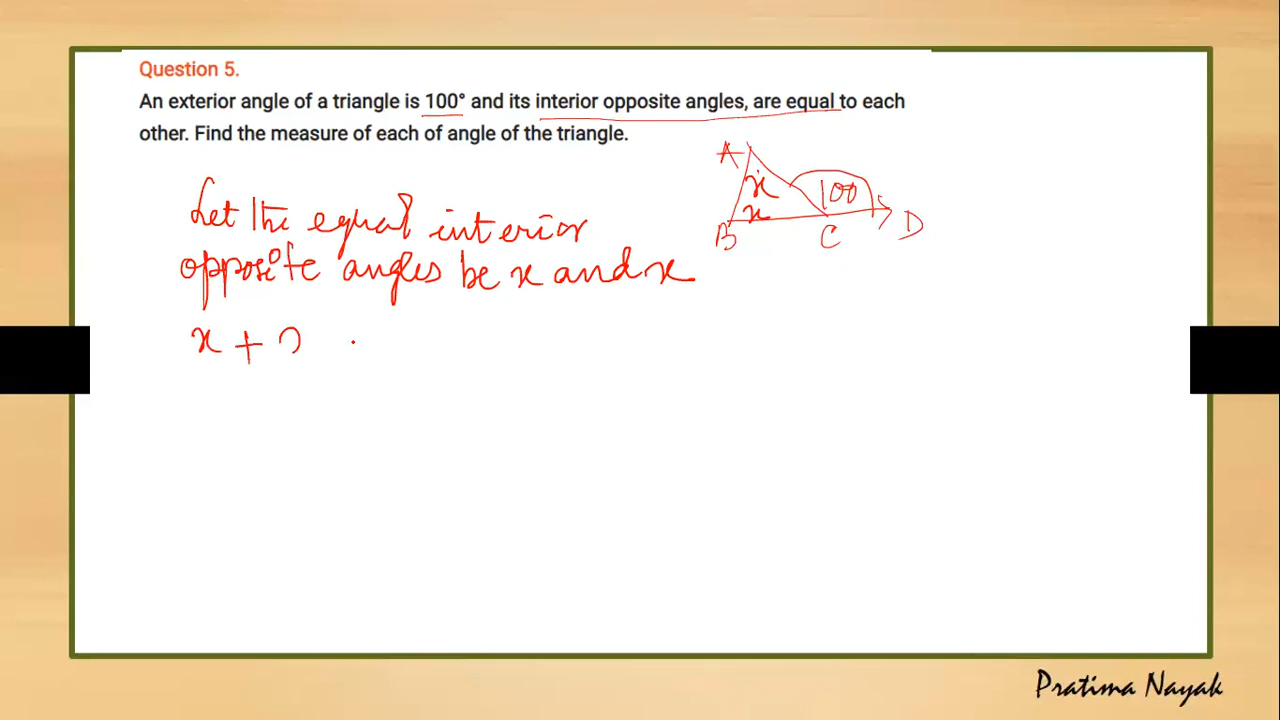 Question 5.
An exterior angle of a triangle is 100° and its interior opposite angles, are equal to each
other. Find the measure of each of angle of the triangle.
A
x
x
100
B
C
D
Let the equal interior
opposite angles be x and x
x +
Pratima Nayak